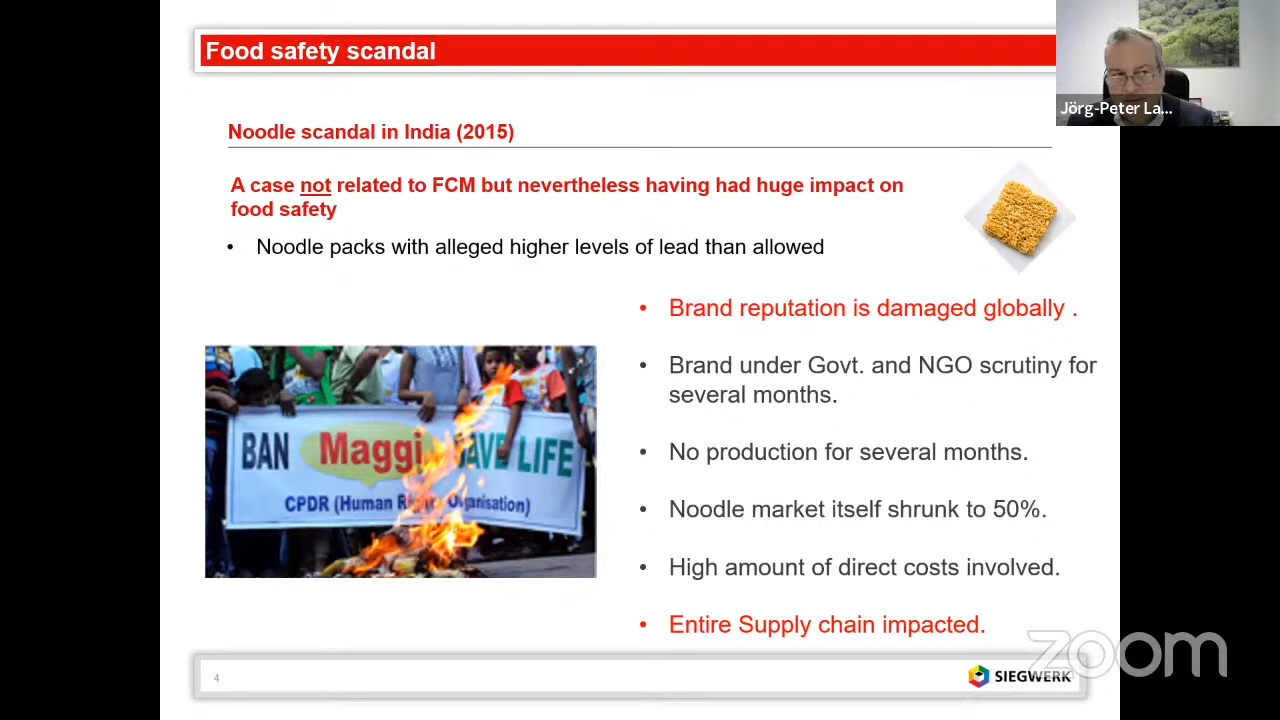 Food safety scandal
Jörg-Peter La...
Noodle scandal in India (2015)
A case not related to FCM but nevertheless having had huge impact on
food safety
• Noodle packs with alleged higher levels of lead than allowed
• Brand reputation is damaged globally .
• Brand under Govt. and NGO scrutiny for
several months.
• No production for several months.
• Noodle market itself shrunk to 50%.
• High amount of direct costs involved.
• Entire Supply chain impacted.
BAN Maggi LIFE
CPDR (Human
4
SIEGWERK
zoom